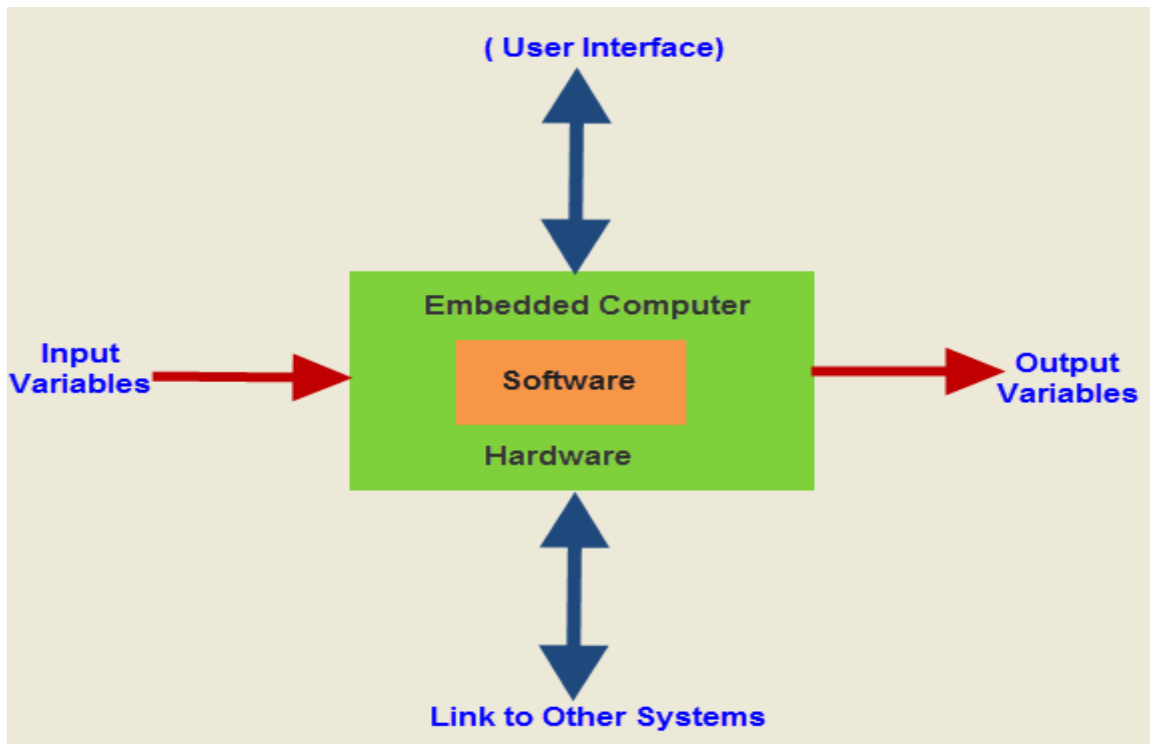 ( User Interface)
Embedded Computer
Input
Variables
Software
Output
Variables
Hardware
Link to Other Systems